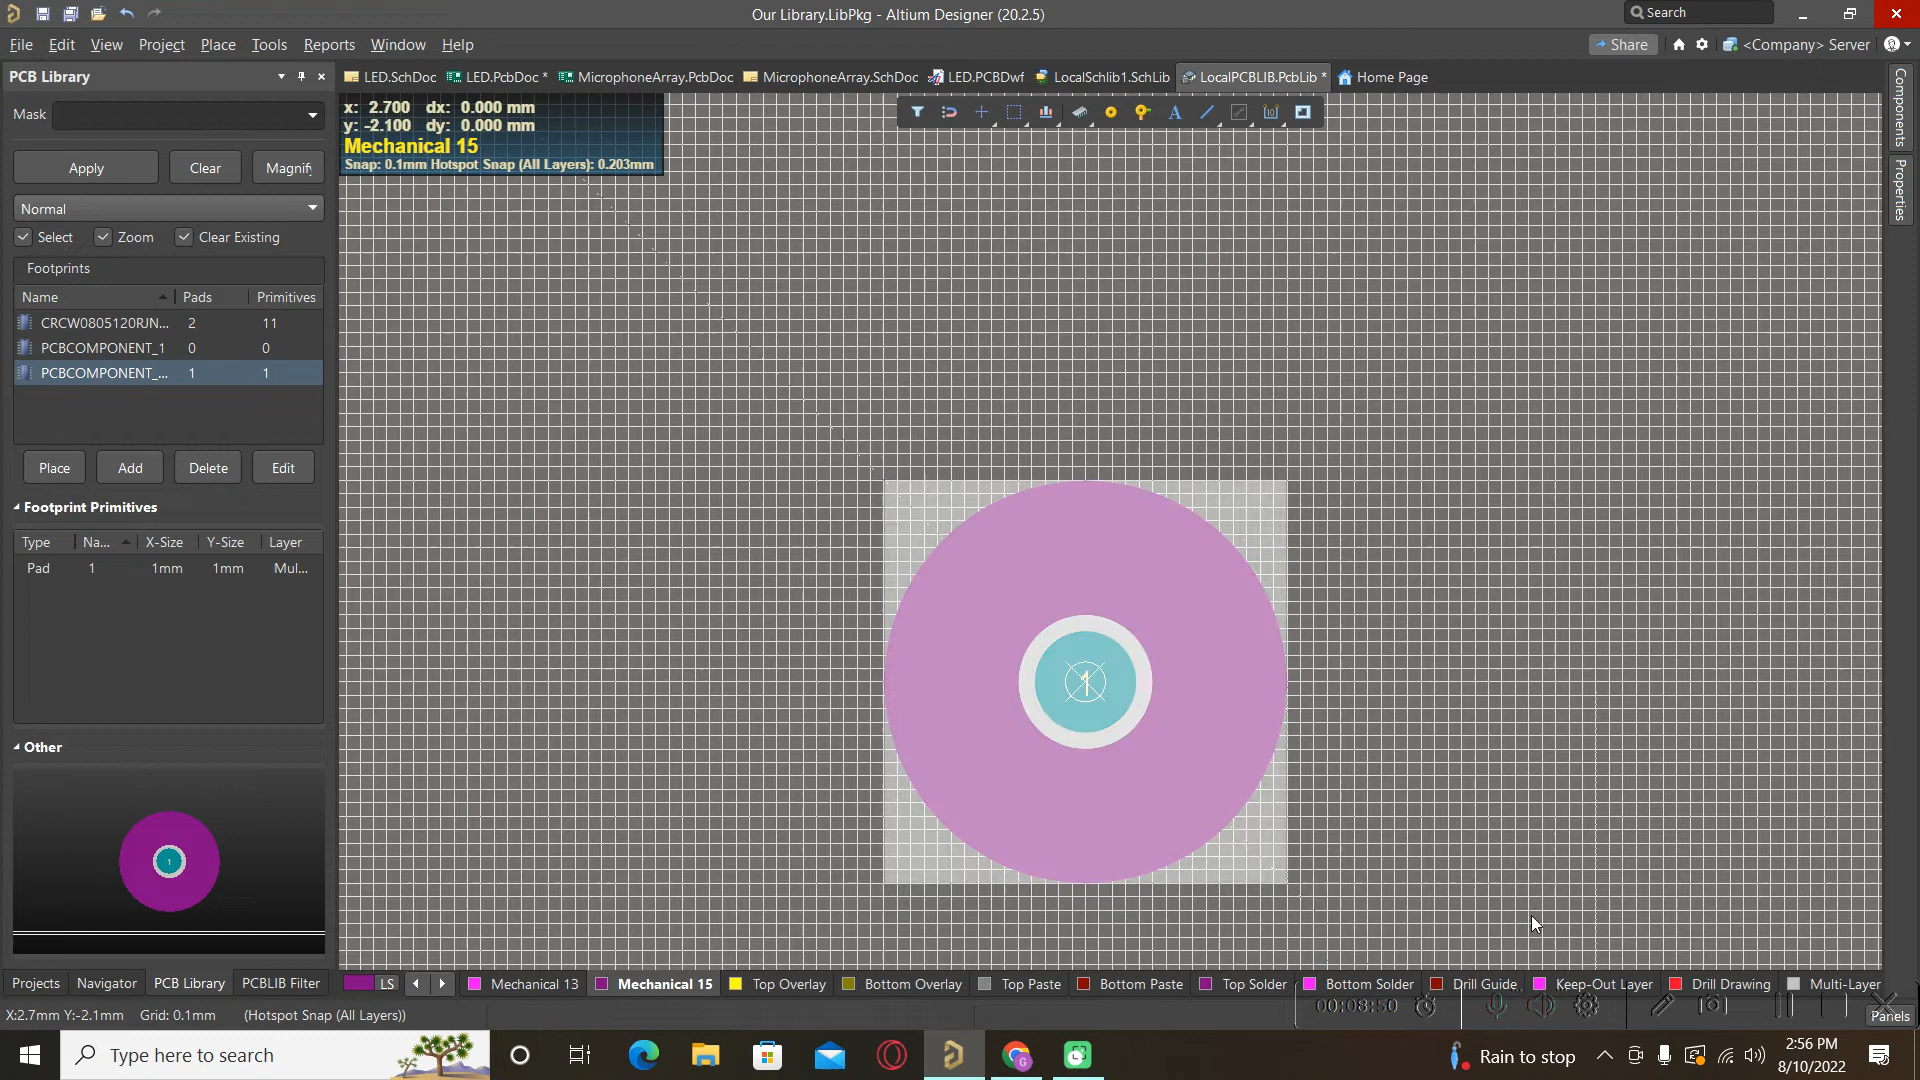 Our Library.LibPkg - Altium Designer (20.2.5)
Search
File Edit View Project Place Tools Reports Window Help
Share
<Company> Server
PCB Library
LED.SchDoc LED.PcbDoc * MicrophoneArray.PcbDoc MicrophoneArray.SchDoc LED.PCBDwf LocalSchlib1.SchLib LocalPCBLIB.PcbLib * Home Page
Mask
x: 2.700 dx: 0.000 mm
y: -2.100 dy: 0.000 mm
Mechanical 15
Snap: 0.1mm Hotspot Snap (All Layers): 0.203mm
Components
Properties
Apply Clear Magnify
Normal
Select Zoom Clear Existing
Footprints
Name Pads Primitives
CRCW0805120RJN... 2 11
PCBCOMPONENT_1 0 0
PCBCOMPONENT_... 1 1
Place Add Delete Edit
Footprint Primitives
Type Na... X-Size Y-Size Layer
Pad 1 1mm 1mm Mul...
1
Other
1
Projects Navigator PCB Library PCBLIB Filter
LS Mechanical 13 Mechanical 15 Top Overlay Bottom Overlay Top Paste Bottom Paste Top Solder Bottom Solder Drill Guide Keep-Out Layer Drill Drawing Multi-Layer
X:2.7mm Y:-2.1mm Grid: 0.1mm (Hotspot Snap (All Layers))
00:08:50
Panels
Type here to search
Rain to stop
2:56 PM
8/10/2022